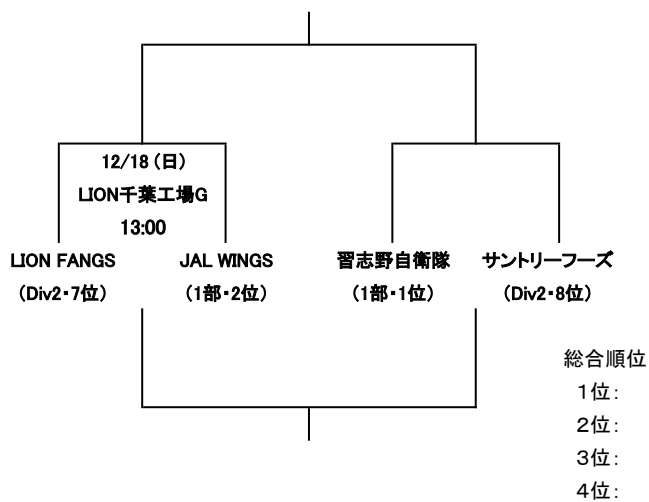 12/18(日)
LION千葉工場G
13:00
LION FANGS
(Div2・7位)
JAL WINGS
(1部・2位)
習志野自衛隊
(1部・1位)
サントリーフーズ
(Div2・8位)
総合順位
1位:
2位:
3位:
4位: